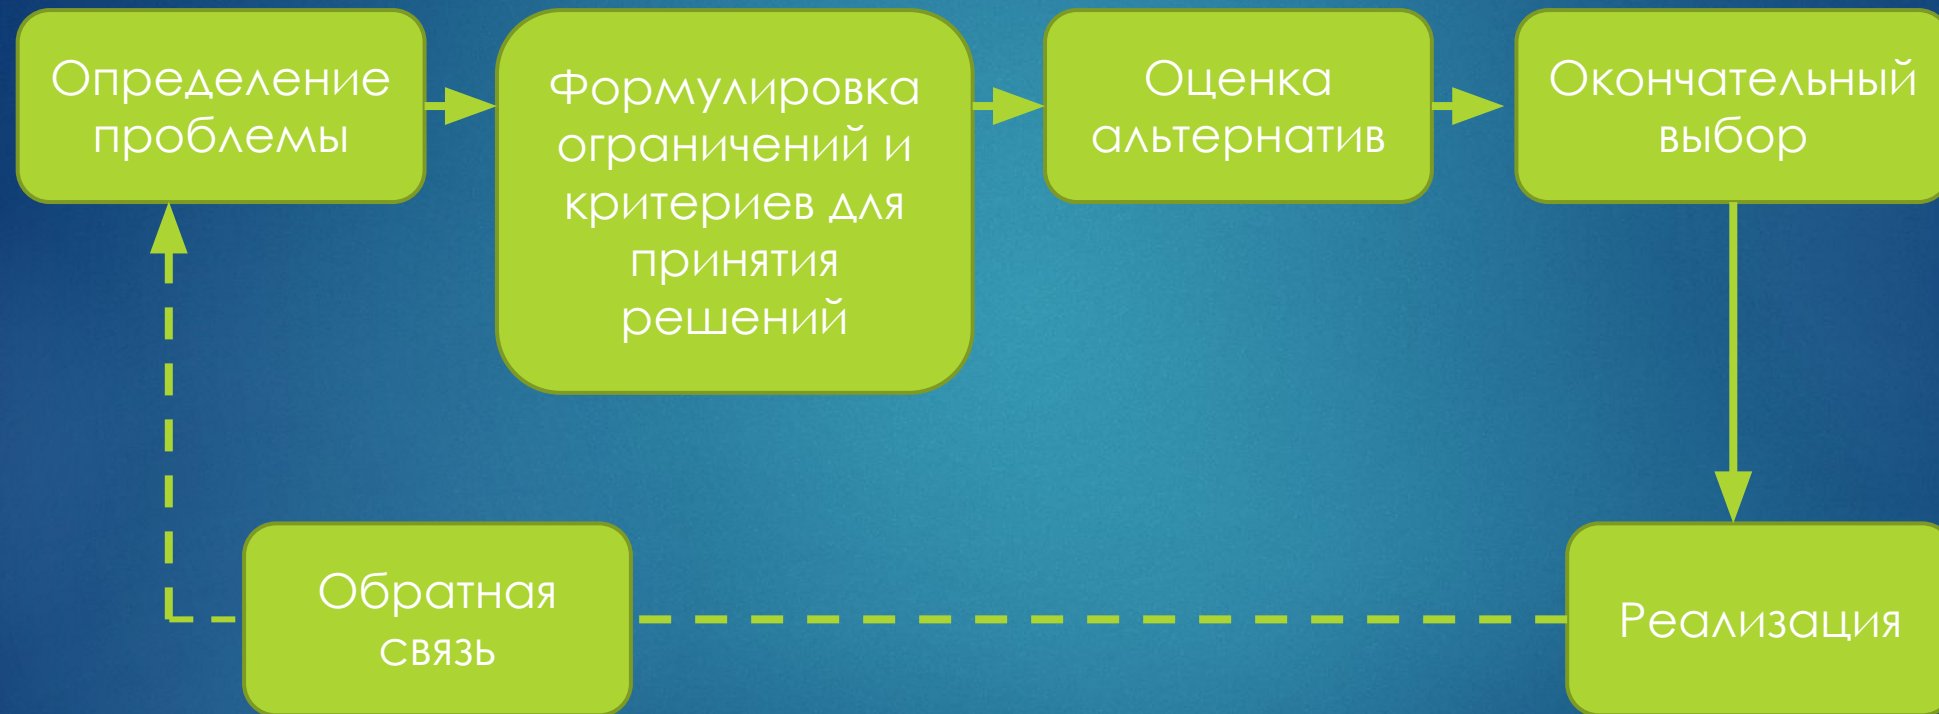 Определение
проблемы
Формулировка
ограничений и
критериев для
принятия
решений
Оценка
альтернатив
Окончательный
выбор
Обратная
связь
Реализация